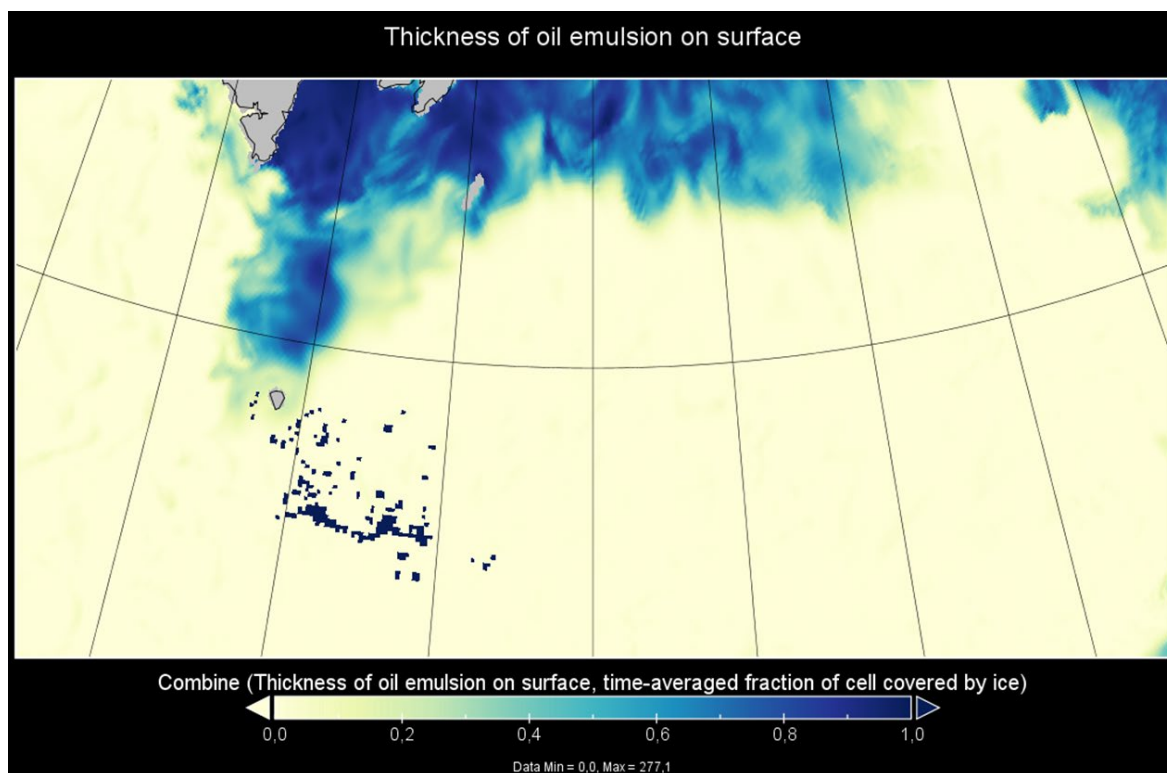 Thickness of oil emulsion on surface
Combine (Thickness of oil emulsion on surface, time-averaged fraction of cell covered by ice)
0,0 0,2 0,4 0,6 0,8 1,0
Data Min = 0,0, Max = 277,1